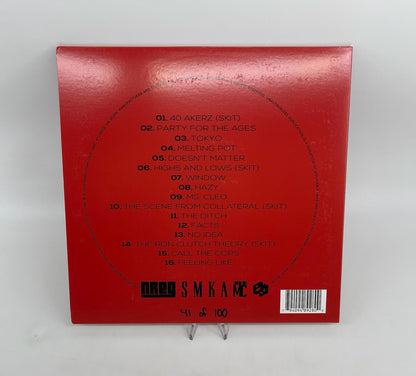 01. 40 AKERZ (SKIT)
02. PARTY FOR THE AGES
03. TOKYO
04. MELTING POT
05. DOESN'T MATTER
06. HIGHS AND LOWS (SKIT)
07. WINDOW
08. HAZY
09. MS. CLEO
10. THE SCENE FROM COLLATERAL (SKIT)
11. THE DITCH
12. FACTS
13. NO IDEA
14. THE RON CLUTCH THEORY (SKIT)
15. CALL THE COPS
16. FEELING LIKE
SMKA
41 of 100